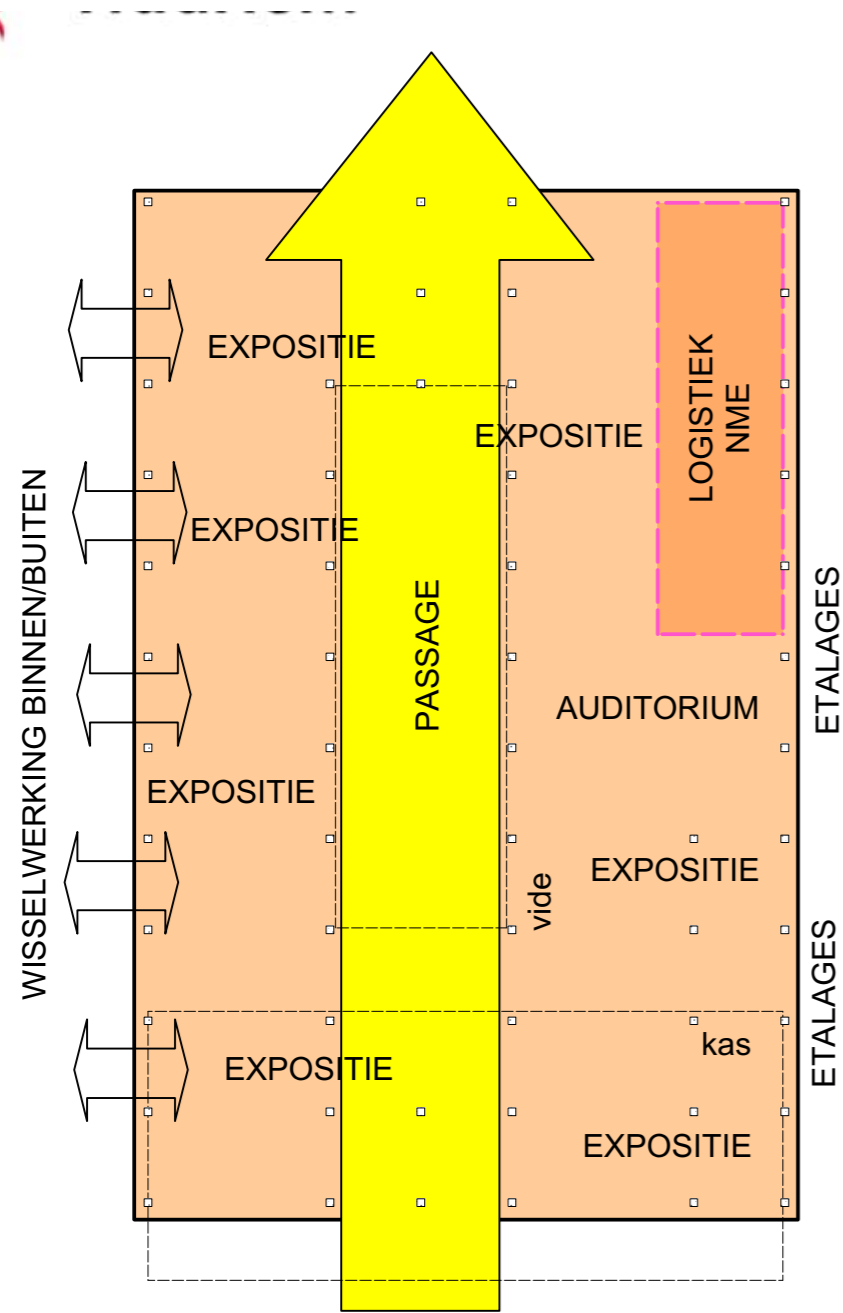 EXPOSITIE
EXPOSITIE
LOGISTIEK
NME
EXPOSITIE
WISSELWERKING BINNEN/BUITEN
PASSAGE
ETALAGES
AUDITORIUM
EXPOSITIE
EXPOSITIE
vide
ETALAGES
kas
EXPOSITIE
EXPOSITIE